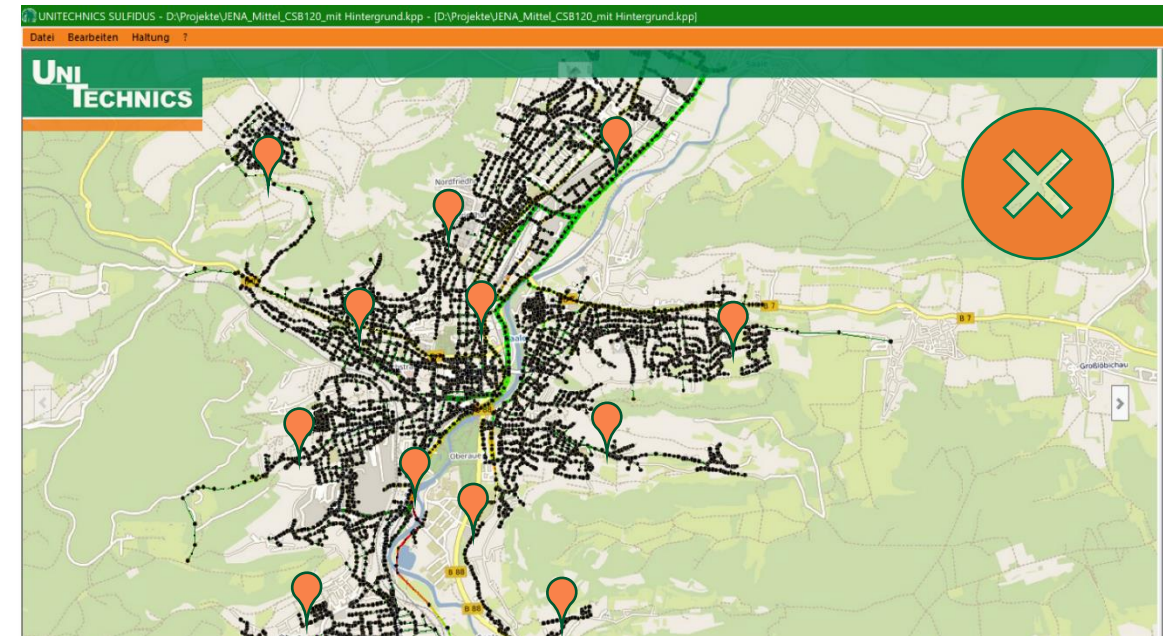 UNITECHNICS SULFIDUS - D:\Projekte\JENA_Mittel_CSB120_mit Hintergrund.kpp - [D:\Projekte\JENA_Mittel_CSB120_mit Hintergrund.kpp]
Datei Bearbeiten Haltung ?
UNI
TECHNICS
B 7
B 7
Großlöbichau
Oberaue
B 88
B 88